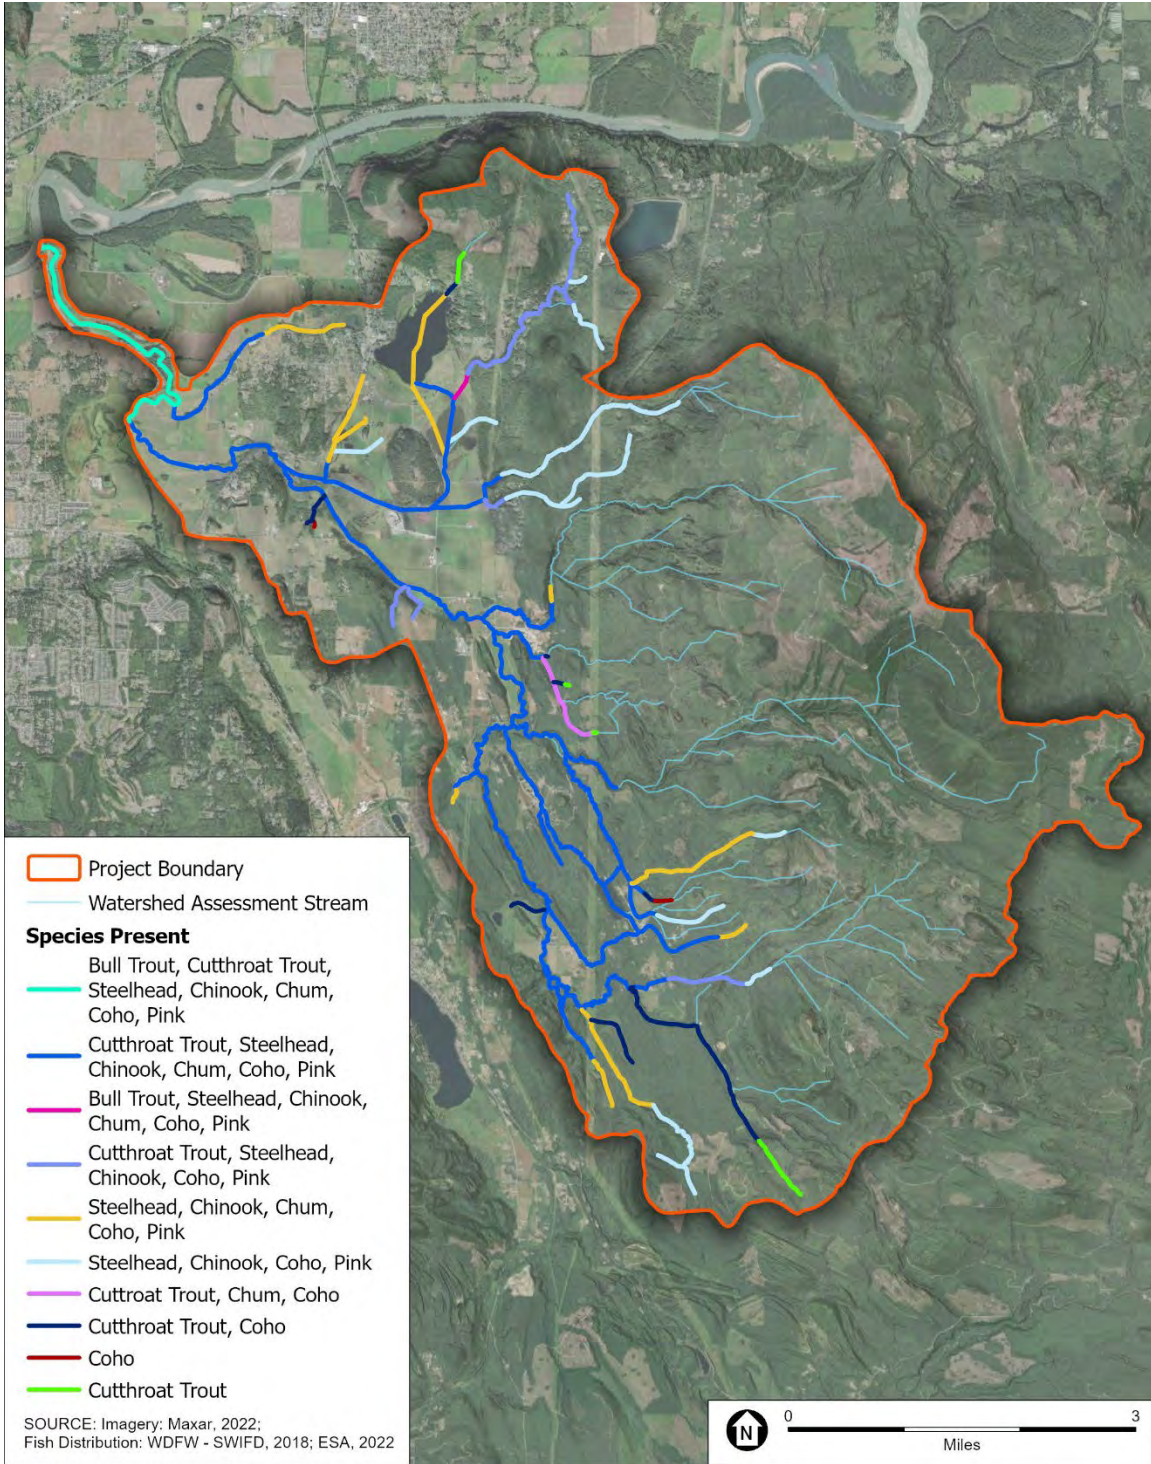 Project Boundary
Watershed Assessment Stream
Species Present
Bull Trout, Cutthroat Trout,
Steelhead, Chinook, Chum,
Coho, Pink
Cutthroat Trout, Steelhead,
Chinook, Chum, Coho, Pink
Bull Trout, Steelhead, Chinook,
Chum, Coho, Pink
Cutthroat Trout, Steelhead,
Chinook, Coho, Pink
Steelhead, Chinook, Chum,
Coho, Pink
Steelhead, Chinook, Coho, Pink
Cuttroat Trout, Chum, Coho
Cutthroat Trout, Coho
Coho
Cutthroat Trout
SOURCE: Imagery: Maxar, 2022;
Fish Distribution: WDFW - SWIFD, 2018; ESA, 2022
N
0 3
Miles